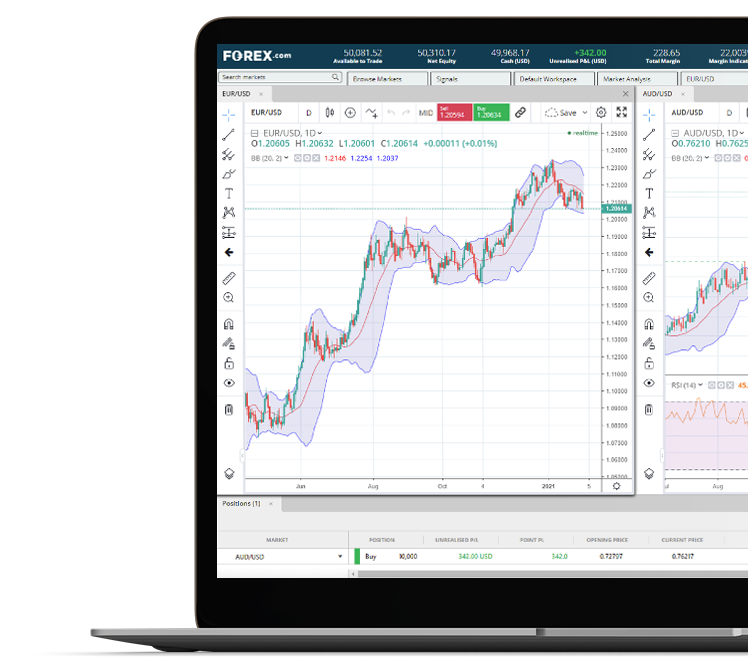 FOREX.com
50,081.52 50,310.17 49,968.17 +342.00 228.65 22,003
Available to Trade Net Equity Cash (USD) Unrealised P&L (USD) Total Margin Margin Indicat
Search markets Browse Markets Signals Default Workspace Market Analysis EUR/USD
EUR/USD × AUD/USD ×
EUR/USD D MID Sell 1.20594 Buy 1.20634 Save AUD/USD D
EUR/USD, 1D realtime AUD/USD, 1D
O1.20605 H1.20632 L1.20601 C1.20614 +0.00011 (+0.01%) O0.76210 H0.7625
BB (20, 2) 1.2146 1.2254 1.2037 BB (20, 2)
1.25000
1.24000
1.23000
1.22000
1.21000
1.20614
1.20000
1.19000
1.18000
1.17000
1.16000
1.15000
1.14000
1.13000
1.12000
1.11000
1.10000
1.09000
1.08000
1.07000
1.06000
1.05000
RSI (14) 45.
Jun Aug Oct 4 2021 5 Aug
Positions [1] ×
MARKET POSITION UNREALISED P/L POINT P/L OPENING PRICE CURRENT PRICE
AUD/USD Buy 10,000 342.00 USD 342.0 0.72797 0.76217